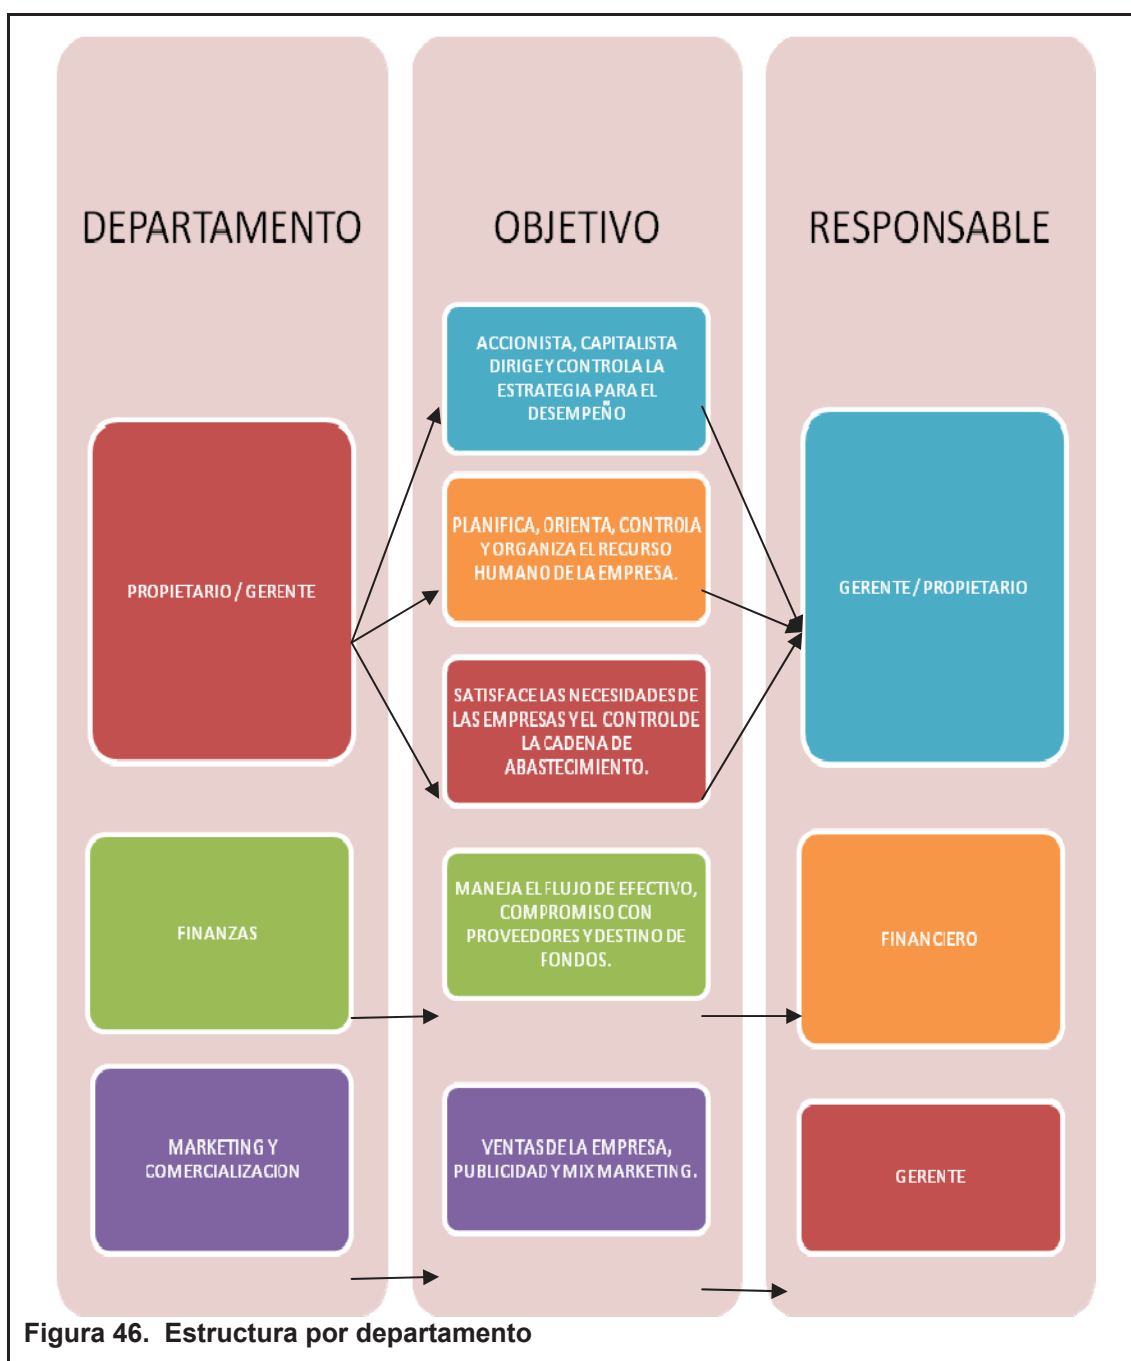 DEPARTAMENTO
OBJETIVO
RESPONSABLE
ACCIONISTA, CAPITALISTA
DIRIGE Y CONTROLA LA
ESTRATEGIA PARA EL
DESEMPEÑO
PROPIETARIO / GERENTE
PLANIFICA, ORIENTA, CONTROLA
Y ORGANIZA EL RECURSO
HUMANO DE LA EMPRESA.
GERENTE / PROPIETARIO
SATISFACE LAS NECESIDADES DE
LAS EMPRESAS Y EL CONTROL DE
LA CADENA DE
ABASTECIMIENTO.
FINANZAS
MANEJA EL FLUJO DE EFECTIVO,
COMPROMISO CON
PROVEEDORES Y DESTINO DE
FONDOS.
FINANCIERO
MARKETING Y
COMERCIALIZACION
VENTAS DE LA EMPRESA,
PUBLICIDAD Y MIX MARKETING.
GERENTE
Figura 46. Estructura por departamento